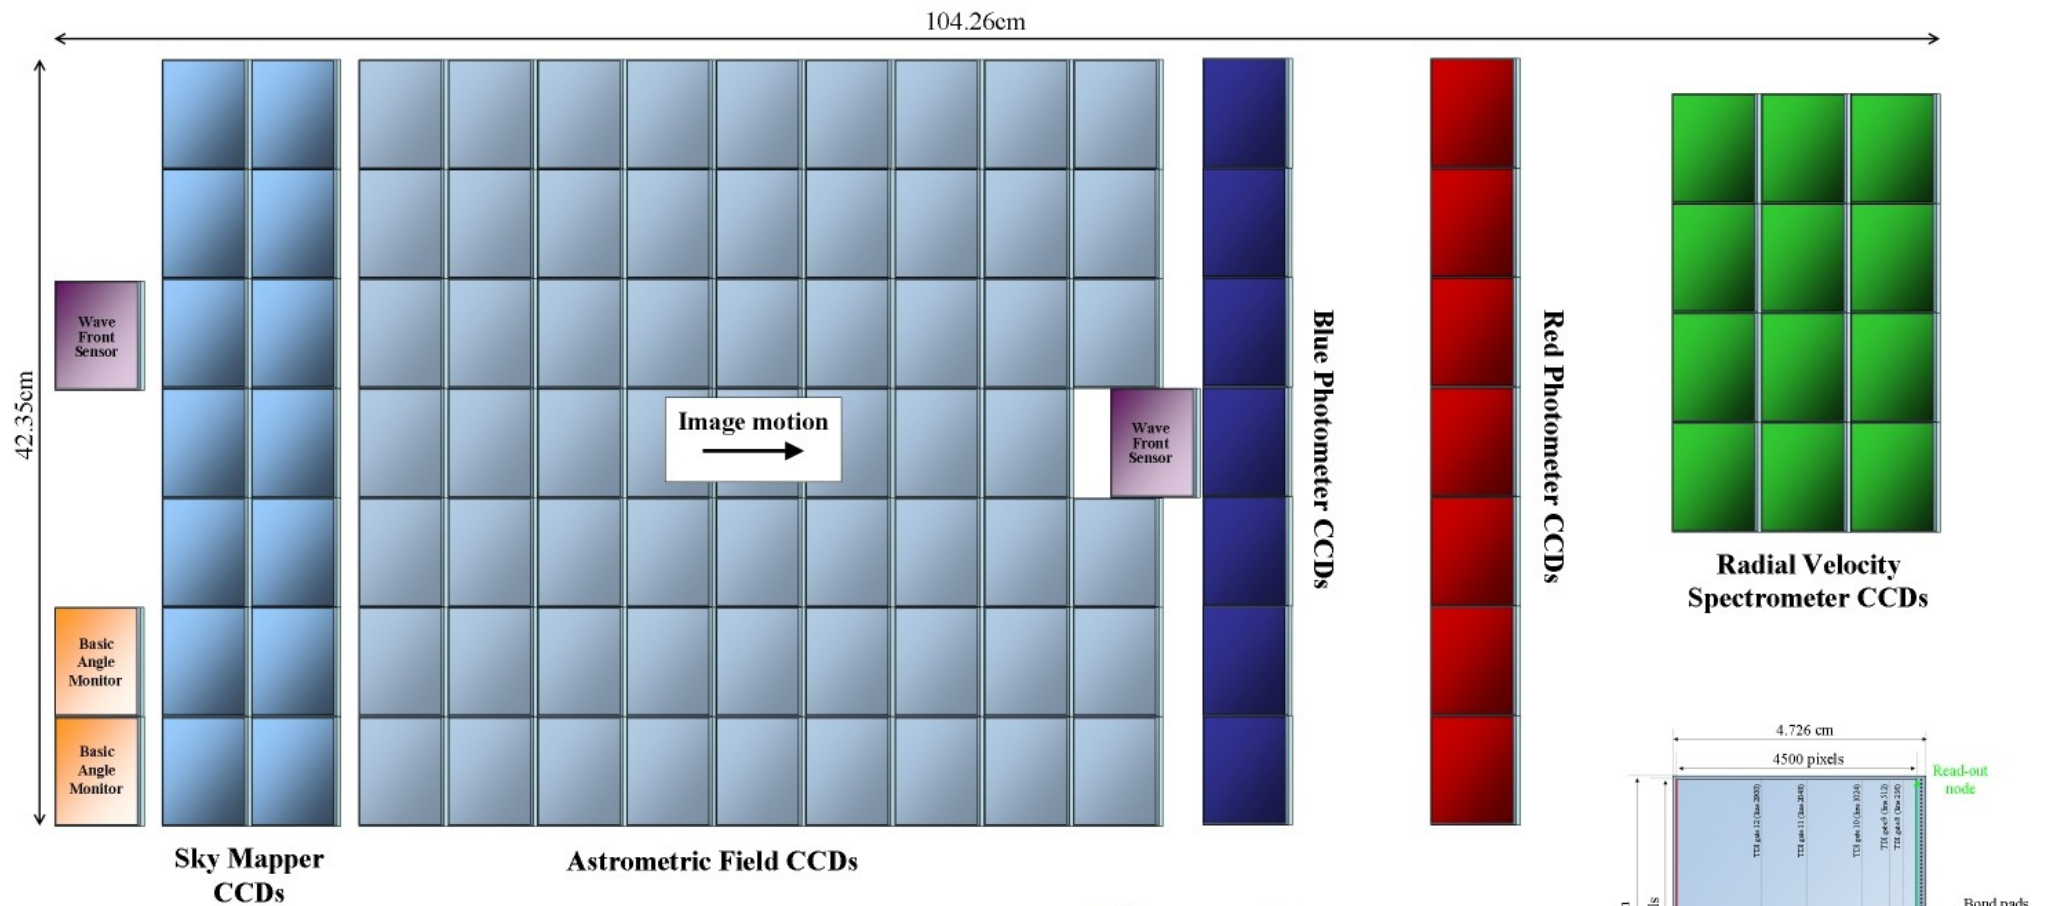 104.26cm
42.35cm
Wave
Front
Sensor
Basic
Angle
Monitor
Basic
Angle
Monitor
Image motion
Wave
Front
Sensor
Blue Photometer CCDs
Red Photometer CCDs
Sky Mapper
CCDs
Astrometric Field CCDs
Radial Velocity
Spectrometer CCDs
4.726 cm
4500 pixels
Read-out
node
Bond pads